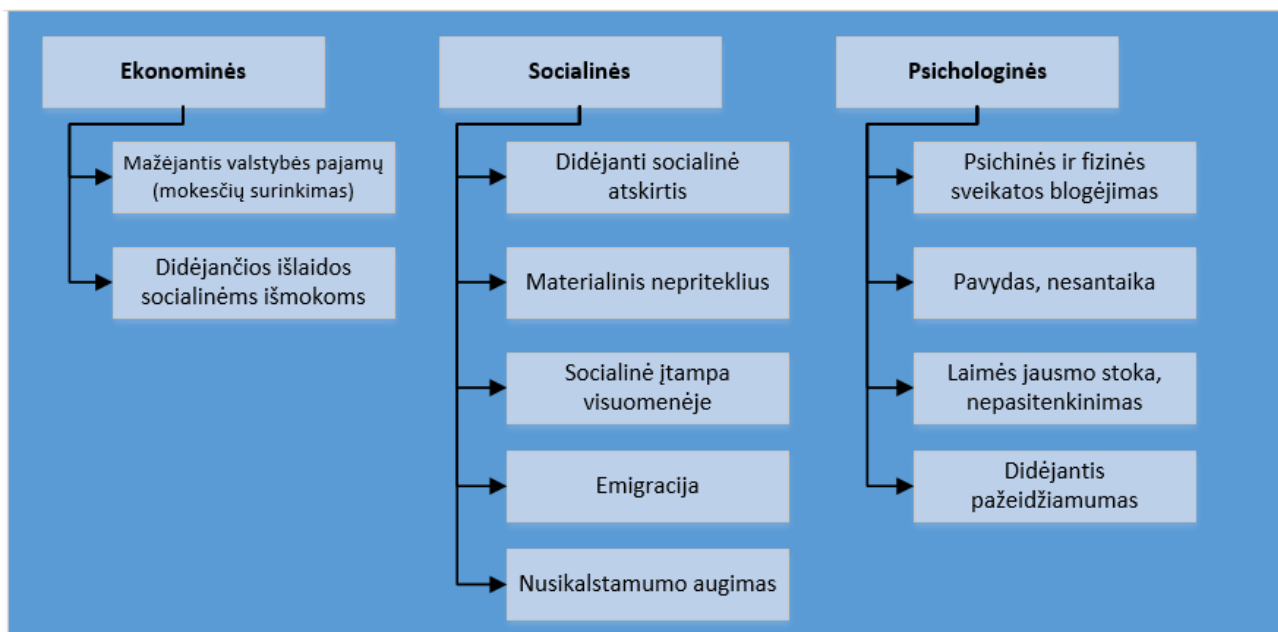 Ekonominės
Mažėjantis valstybės pajamų
(mokesčių surinkimas)
Didėjančios išlaidos
socialinėms išmokoms
Socialinės
Didėjanti socialinė
atskirtis
Materialinis nepriteklius
Socialinė įtampa
visuomenėje
Emigracija
Nusikalstamumo augimas
Psichologinės
Psichinės ir fizinės
sveikatos blogėjimas
Pavydas, nesantaika
Laimės jausmo stoka,
nepasitenkinimas
Didėjantis
pažeidžiamumas